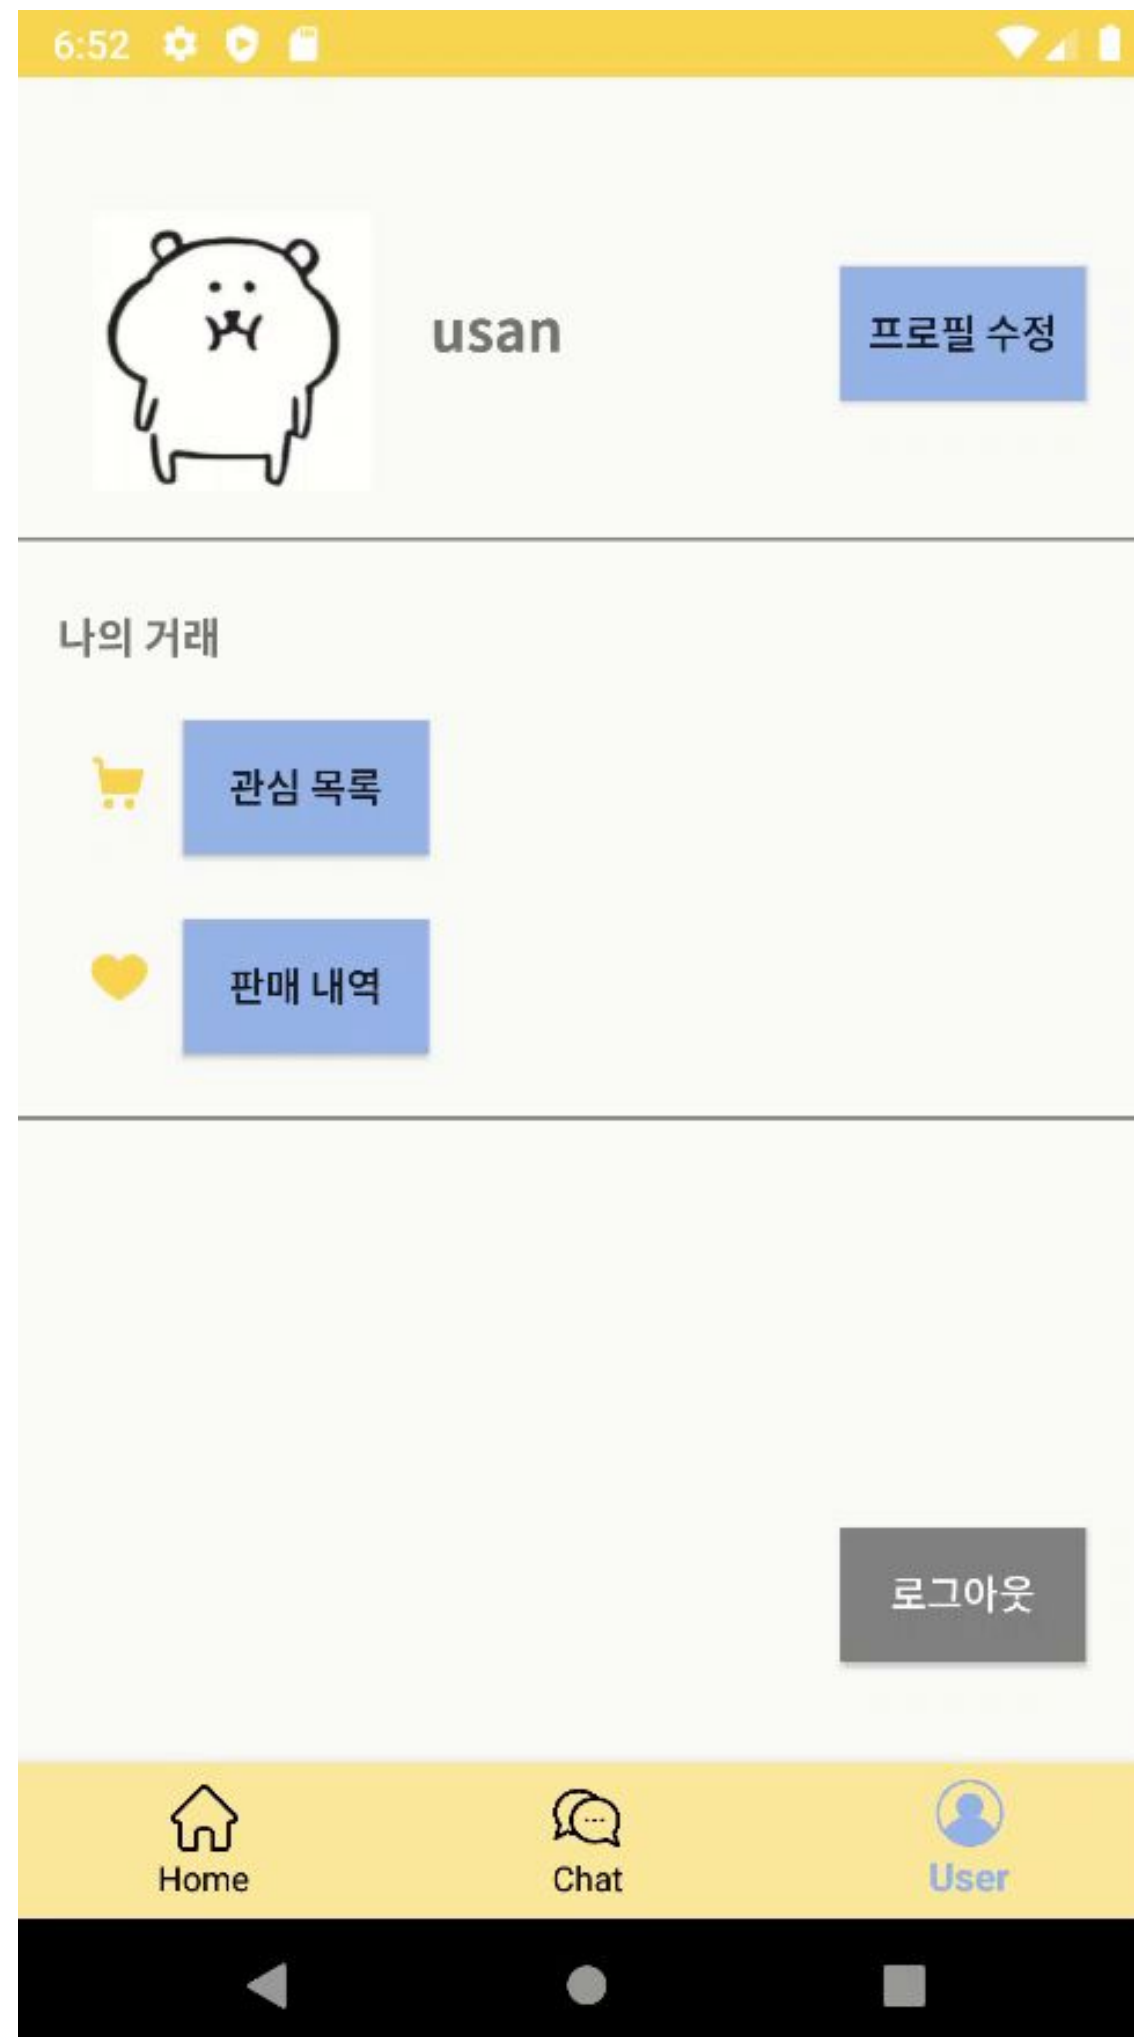 6:52
usan
프로필 수정
나의 거래
관심 목록
판매 내역
로그아웃
Home
Chat
User